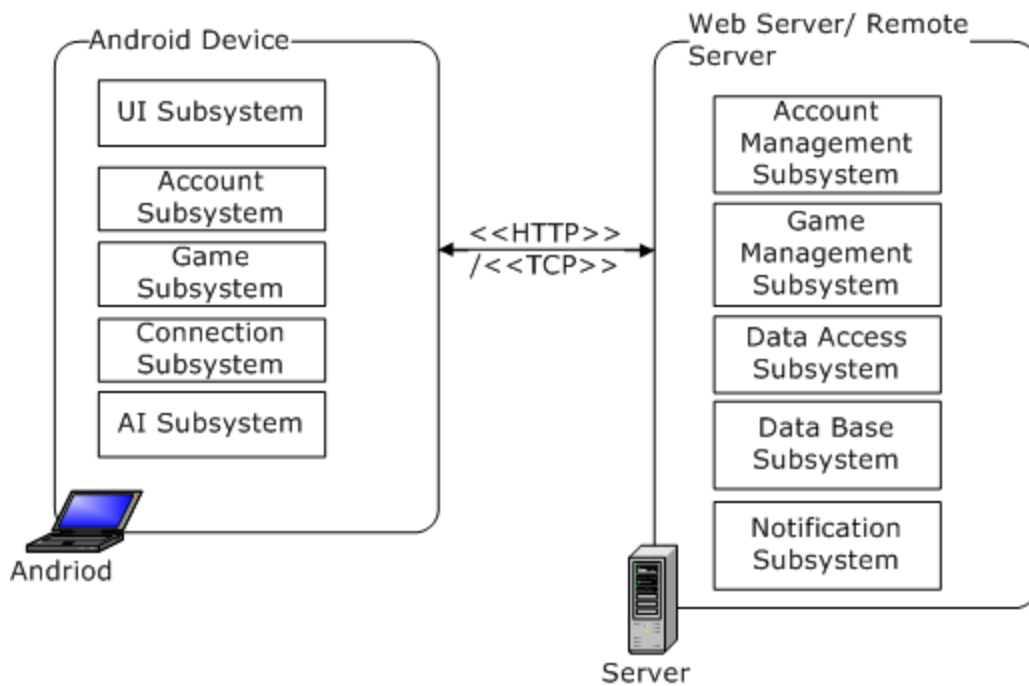 Android Device
UI Subsystem
Account
Subsystem
Game
Subsystem
Connection
Subsystem
AI Subsystem
Andriod
<<HTTP>>
/<<TCP>>
Web Server/ Remote
Server
Account
Management
Subsystem
Game
Management
Subsystem
Data Access
Subsystem
Data Base
Subsystem
Notification
Subsystem
Server